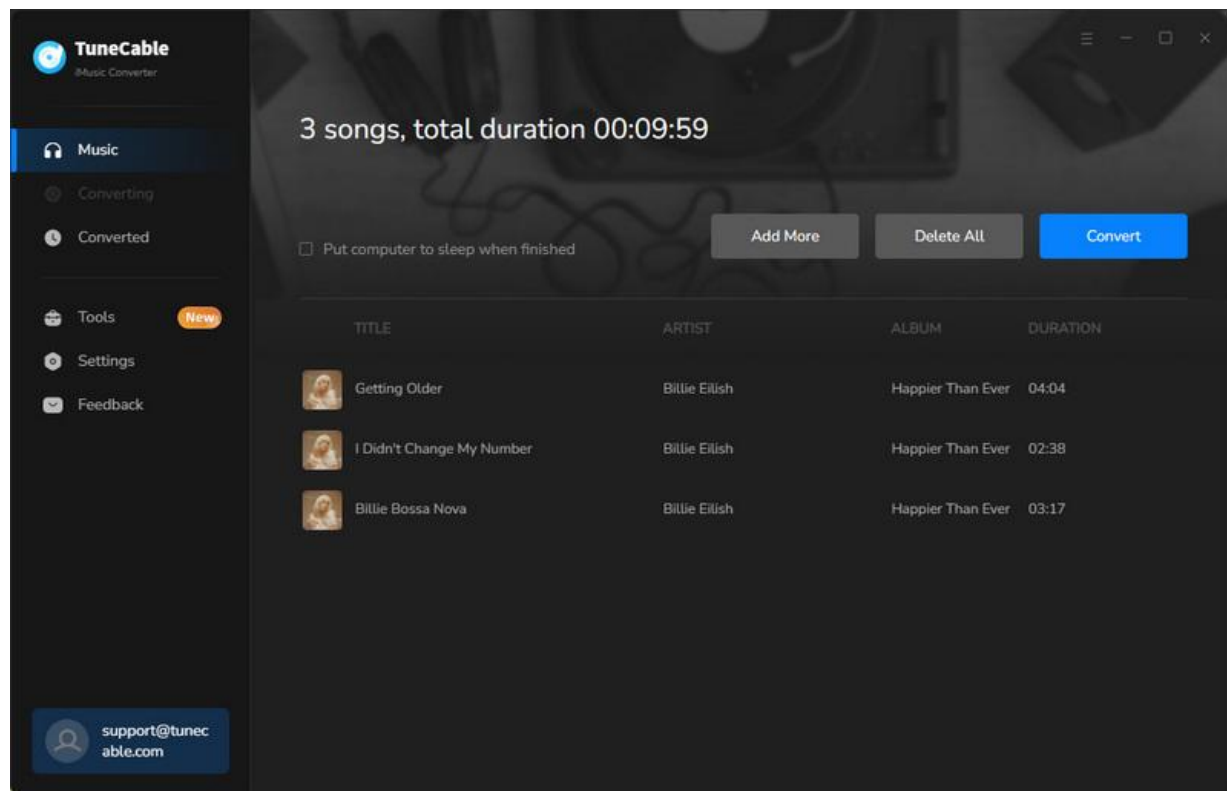 TuneCable
iMusic Converter
Music
Converting
Converted
Tools New
Settings
Feedback
support@tunec
able.com
3 songs, total duration 00:09:59
Put computer to sleep when finished
Add More Delete All Convert
TITLE ARTIST ALBUM DURATION
Getting Older Billie Eilish Happier Than Ever 04:04
I Didn't Change My Number Billie Eilish Happier Than Ever 02:38
Billie Bossa Nova Billie Eilish Happier Than Ever 03:17